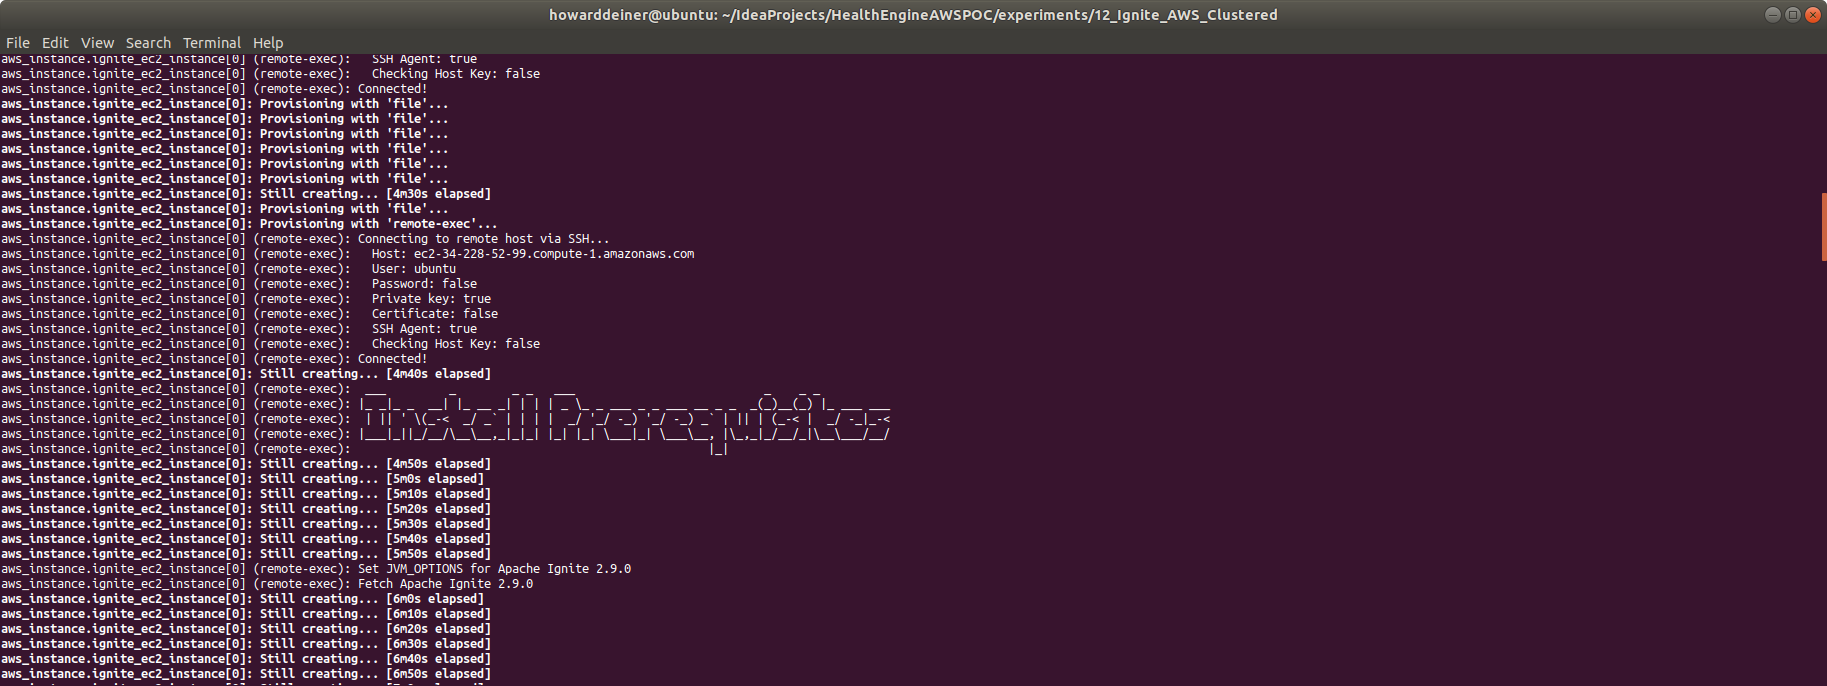 howarddeiner@ubuntu: ~/IdeaProjects/HealthEngineAWSPOC/experiments/12_Ignite_AWS_Clustered
File Edit View Search Terminal Help
aws_instance.ignite_ec2_instance[0] (remote-exec):   SSH Agent: true
aws_instance.ignite_ec2_instance[0] (remote-exec):   Checking Host Key: false
aws_instance.ignite_ec2_instance[0] (remote-exec): Connected!
aws_instance.ignite_ec2_instance[0]: Provisioning with 'file'...
aws_instance.ignite_ec2_instance[0]: Provisioning with 'file'...
aws_instance.ignite_ec2_instance[0]: Provisioning with 'file'...
aws_instance.ignite_ec2_instance[0]: Provisioning with 'file'...
aws_instance.ignite_ec2_instance[0]: Provisioning with 'file'...
aws_instance.ignite_ec2_instance[0]: Provisioning with 'file'...
aws_instance.ignite_ec2_instance[0]: Still creating... [4m30s elapsed]
aws_instance.ignite_ec2_instance[0]: Provisioning with 'file'...
aws_instance.ignite_ec2_instance[0]: Provisioning with 'remote-exec'...
aws_instance.ignite_ec2_instance[0] (remote-exec): Connecting to remote host via SSH...
aws_instance.ignite_ec2_instance[0] (remote-exec):   Host: ec2-34-228-52-99.compute-1.amazonaws.com
aws_instance.ignite_ec2_instance[0] (remote-exec):   User: ubuntu
aws_instance.ignite_ec2_instance[0] (remote-exec):   Password: false
aws_instance.ignite_ec2_instance[0] (remote-exec):   Private key: true
aws_instance.ignite_ec2_instance[0] (remote-exec):   Certificate: false
aws_instance.ignite_ec2_instance[0] (remote-exec):   SSH Agent: true
aws_instance.ignite_ec2_instance[0] (remote-exec):   Checking Host Key: false
aws_instance.ignite_ec2_instance[0] (remote-exec): Connected!
aws_instance.ignite_ec2_instance[0]: Still creating... [4m40s elapsed]
aws_instance.ignite_ec2_instance[0] (remote-exec):
aws_instance.ignite_ec2_instance[0] (remote-exec):
aws_instance.ignite_ec2_instance[0] (remote-exec): Install Prerequisites
aws_instance.ignite_ec2_instance[0] (remote-exec):
aws_instance.ignite_ec2_instance[0] (remote-exec):
aws_instance.ignite_ec2_instance[0]: Still creating... [4m50s elapsed]
aws_instance.ignite_ec2_instance[0]: Still creating... [5m0s elapsed]
aws_instance.ignite_ec2_instance[0]: Still creating... [5m10s elapsed]
aws_instance.ignite_ec2_instance[0]: Still creating... [5m20s elapsed]
aws_instance.ignite_ec2_instance[0]: Still creating... [5m30s elapsed]
aws_instance.ignite_ec2_instance[0]: Still creating... [5m40s elapsed]
aws_instance.ignite_ec2_instance[0]: Still creating... [5m50s elapsed]
aws_instance.ignite_ec2_instance[0] (remote-exec): Set JVM_OPTIONS for Apache Ignite 2.9.0
aws_instance.ignite_ec2_instance[0] (remote-exec): Fetch Apache Ignite 2.9.0
aws_instance.ignite_ec2_instance[0]: Still creating... [6m0s elapsed]
aws_instance.ignite_ec2_instance[0]: Still creating... [6m10s elapsed]
aws_instance.ignite_ec2_instance[0]: Still creating... [6m20s elapsed]
aws_instance.ignite_ec2_instance[0]: Still creating... [6m30s elapsed]
aws_instance.ignite_ec2_instance[0]: Still creating... [6m40s elapsed]
aws_instance.ignite_ec2_instance[0]: Still creating... [6m50s elapsed]